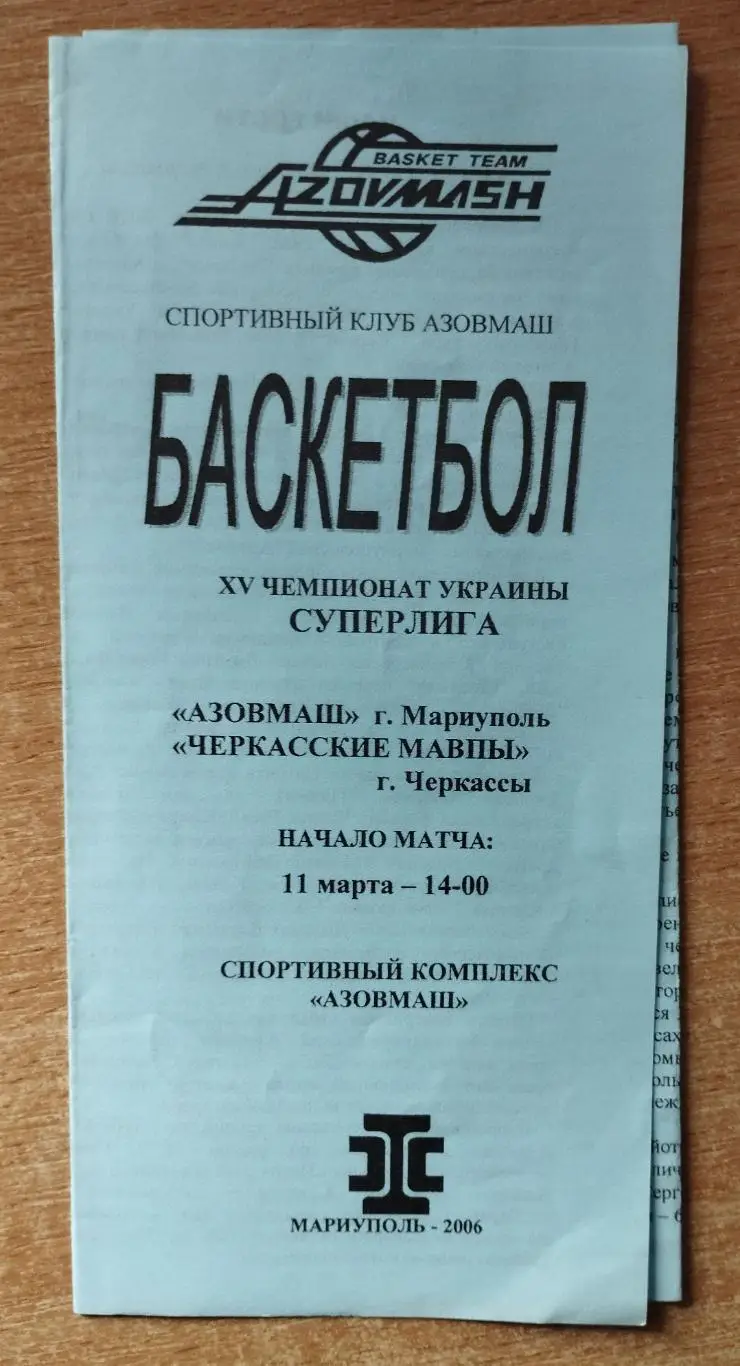 BASKET TEAM
AZOVMASH
СПОРТИВНЫЙ КЛУБ АЗОВМАШ
БАСКЕТБОЛ
XV ЧЕМПИОНАТ УКРАИНЫ
СУПЕРЛИГА
«АЗОВМАШ» г. Мариуполь
«ЧЕРКАССКИЕ МАВПЫ»
г. Черкассы
НАЧАЛО МАТЧА:
11 марта – 14-00
СПОРТИВНЫЙ КОМПЛЕКС
«АЗОВМАШ»
МАРИУПОЛЬ - 2006